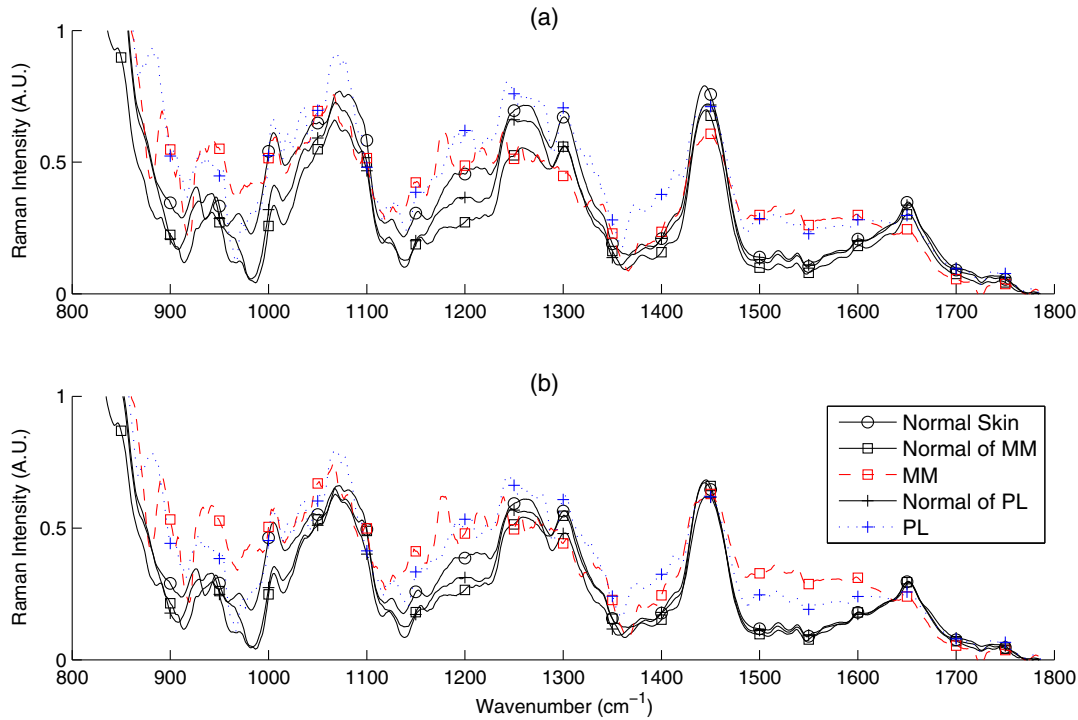 (a)
1
0.5
0
Raman Intensity (A.U.)
800 900 1000 1100 1200 1300 1400 1500 1600 1700 1800
(b)
1
0.5
0
Raman Intensity (A.U.)
Normal Skin
Normal of MM
MM
Normal of PL
PL
800 900 1000 1100 1200 1300 1400 1500 1600 1700 1800
Wavenumber (cm⁻¹)